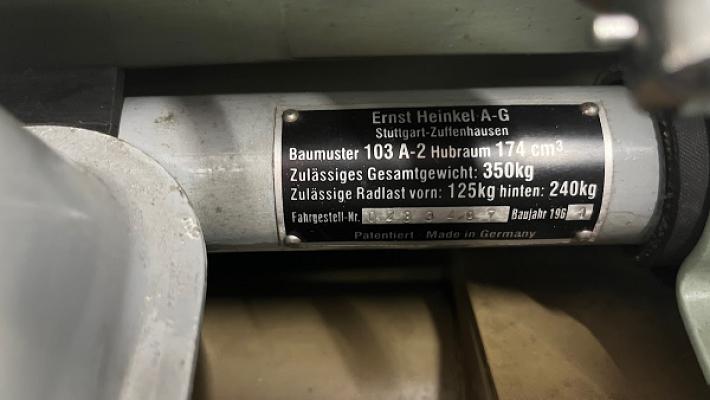 Ernst Heinkel A-G
Stuttgart-Zuffenhausen
Baumuster 103 A-2 Hubraum 174 cm³
Zulässiges Gesamtgewicht: 350kg
Zulässige Radlast vorn: 125kg hinten: 240kg
Fahrgestell-Nr. Baujahr 196
Patentiert Made in Germany